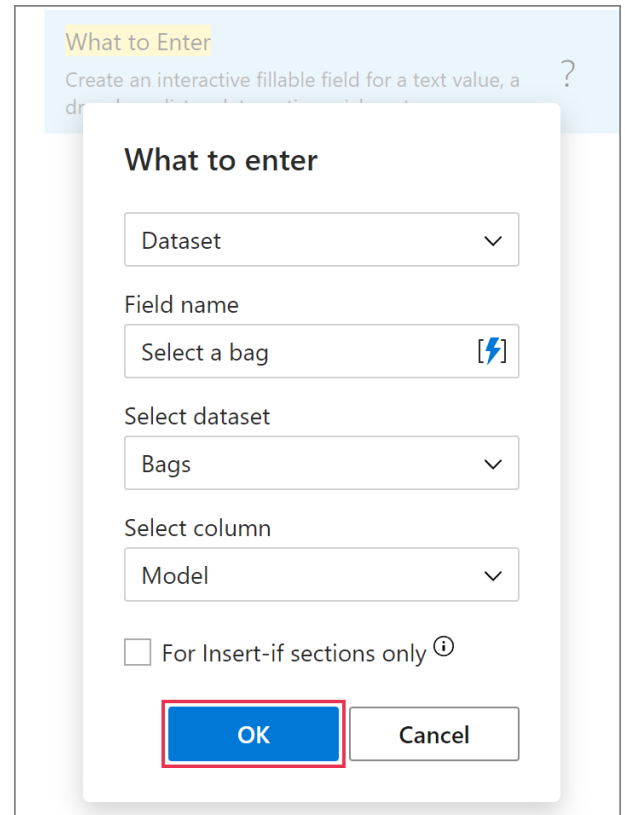 What to Enter
Create an interactive fillable field for a text value, a
?
What to enter
Dataset
Field name
Select a bag
Select dataset
Bags
Select column
Model
For Insert-if sections only
OK
Cancel